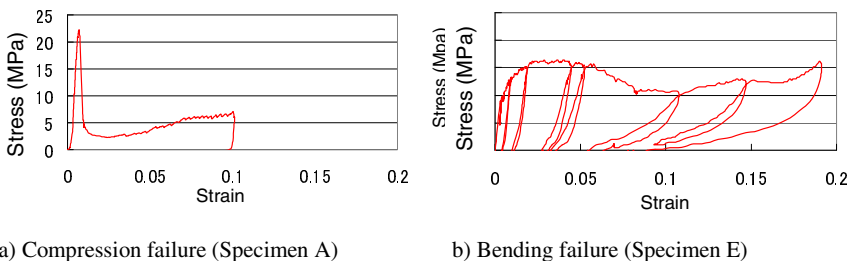 25
20
15
10
5
0
Stress (MPa)
0 0.05 0.1 0.15 0.2
Strain
Stress (Mpa)
Stress (MPa)
0 0.05 0.1 0.15 0.2
Strain
a) Compression failure (Specimen A)
b) Bending failure (Specimen E)